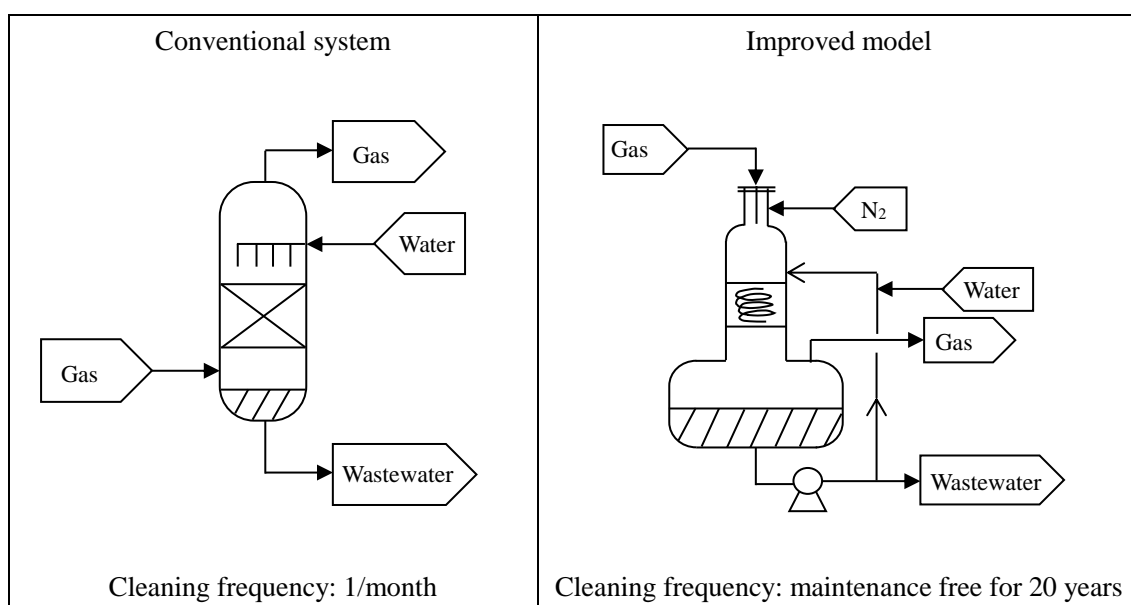 Conventional system
Gas
Water
Gas
Wastewater
Cleaning frequency: 1/month
Improved model
Gas
N₂
Water
Gas
Wastewater
Cleaning frequency: maintenance free for 20 years